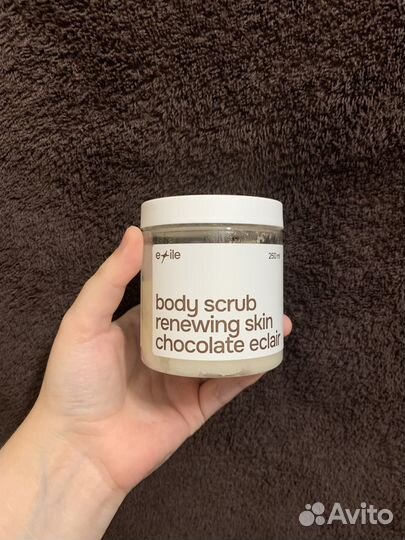 e-ile
250 ml
body scrub
renewing skin
chocolate eclair
Avito